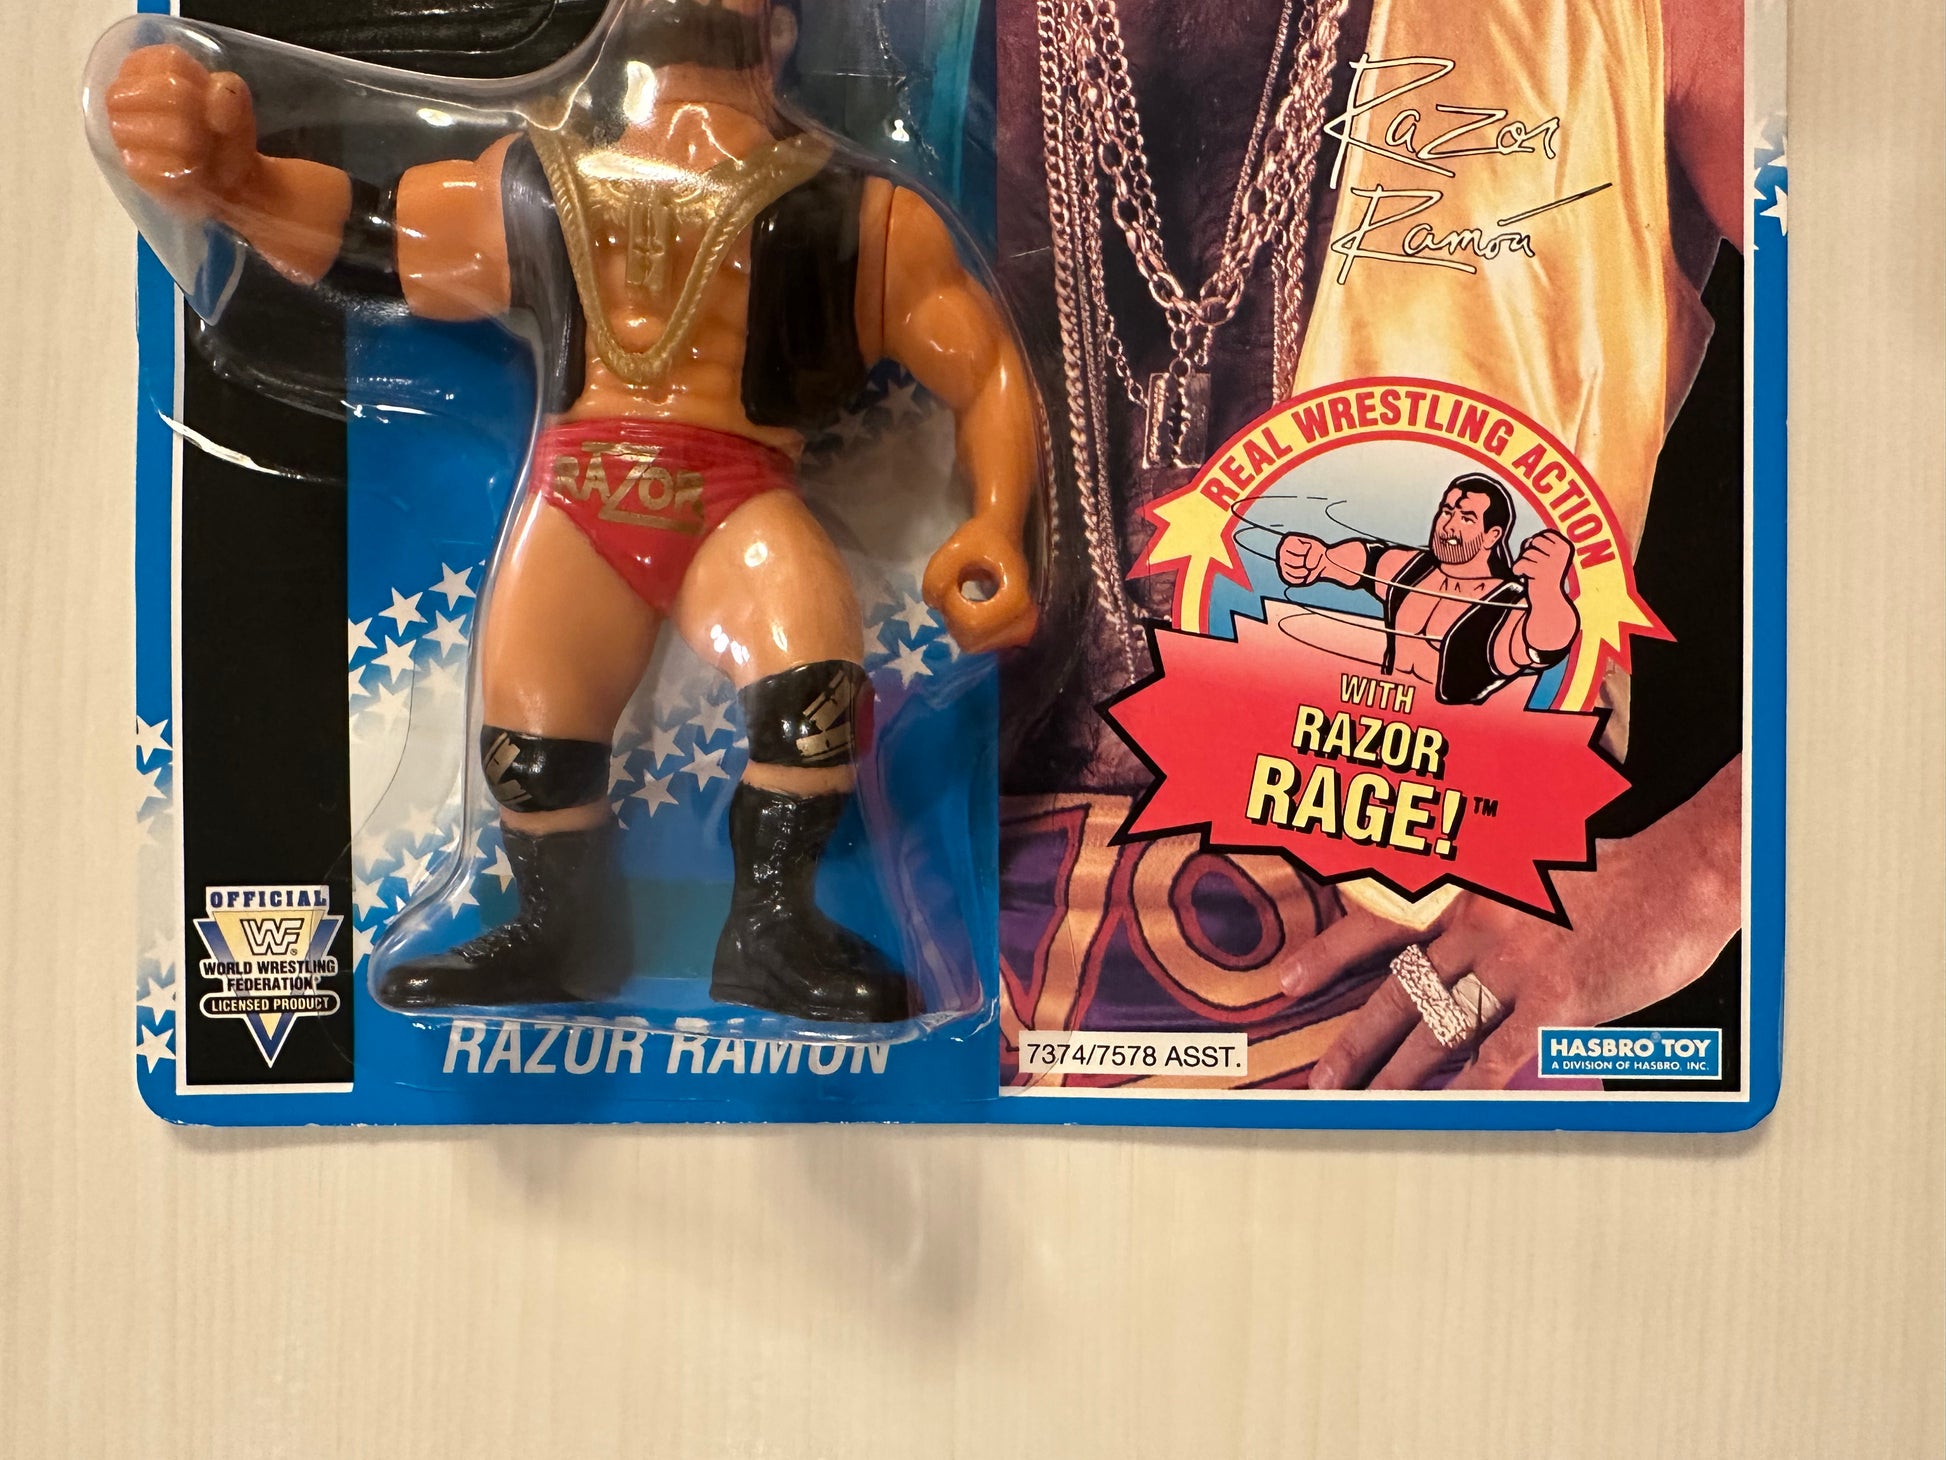 Razor
Ramón
REAL WRESTLING ACTION
RAZOR
WITH
RAZOR
RAGE!™
OFFICIAL
WF®
WORLD WRESTLING
FEDERATION®
LICENSED PRODUCT
RAZOR RAMON
7374/7578 ASST.
HASBRO® TOY
A DIVISION OF HASBRO, INC.